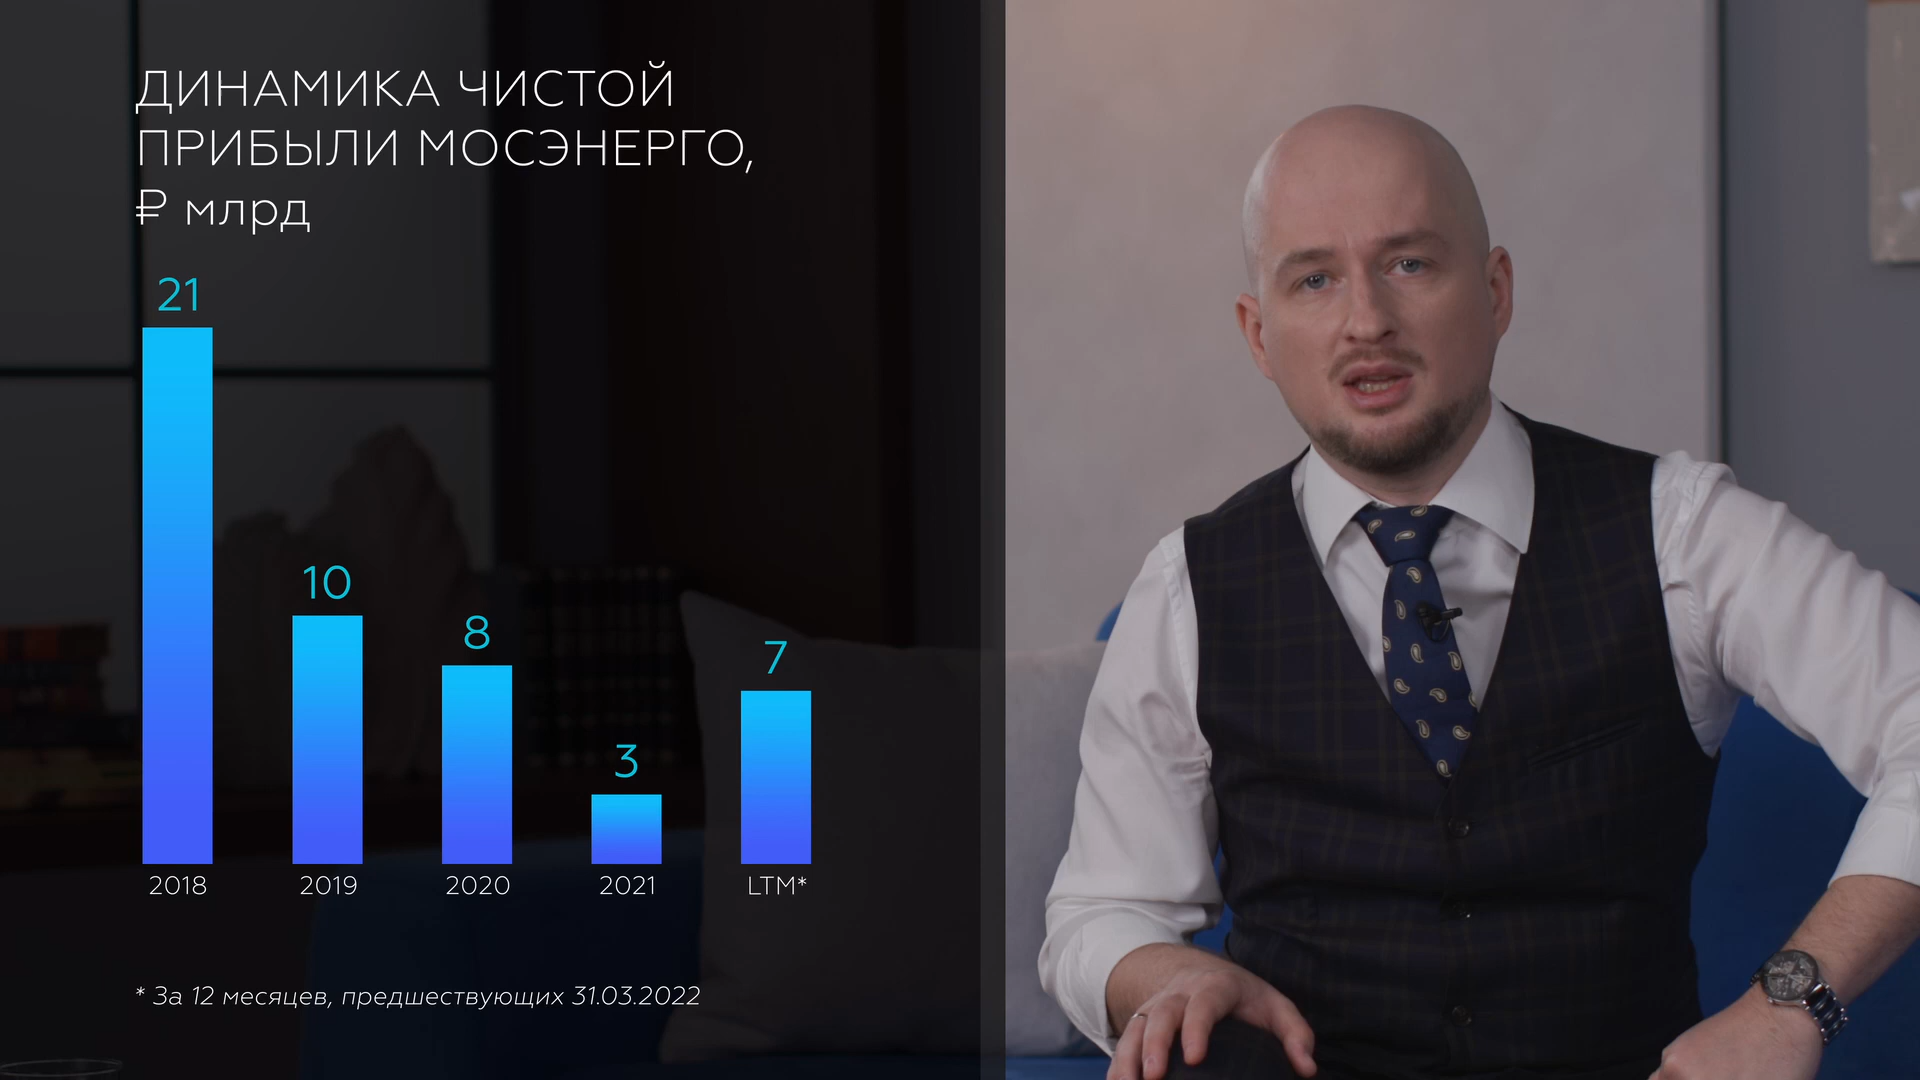 ДИНАМИКА ЧИСТОЙ
ПРИБЫЛИ МОСЭНЕРГО,
₽ млрд
21
10
8
3
7
2018
2019
2020
2021
LTM*
* За 12 месяцев, предшествующих 31.03.2022